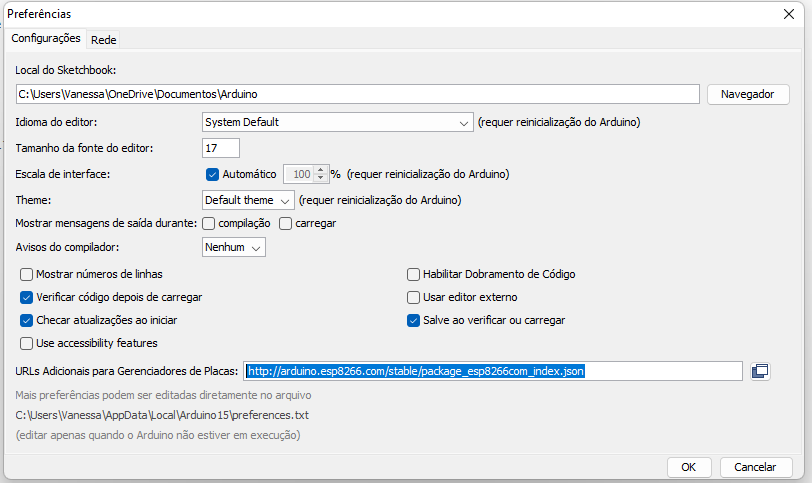 Preferências
Configurações Rede
Local do Sketchbook:
C:\Users\Vanessa\OneDrive\Documentos\Arduino Navegador
Idioma do editor: System Default (requer reinicialização do Arduino)
Tamanho da fonte do editor: 17
Escala de interface: Automático 100 % (requer reinicialização do Arduino)
Theme: Default theme (requer reinicialização do Arduino)
Mostrar mensagens de saída durante: compilação carregar
Avisos do compilador: Nenhum
Mostrar números de linhas Habilitar Dobramento de Código
Verificar código depois de carregar Usar editor externo
Checar atualizações ao iniciar Salve ao verificar ou carregar
Use accessibility features
URLs Adicionais para Gerenciadores de Placas: http://arduino.esp8266.com/stable/package_esp8266com_index.json
Mais preferências podem ser editadas diretamente no arquivo
C:\Users\Vanessa\AppData\Local\Arduino15\preferences.txt
(editar apenas quando o Arduino não estiver em execução)
OK Cancelar